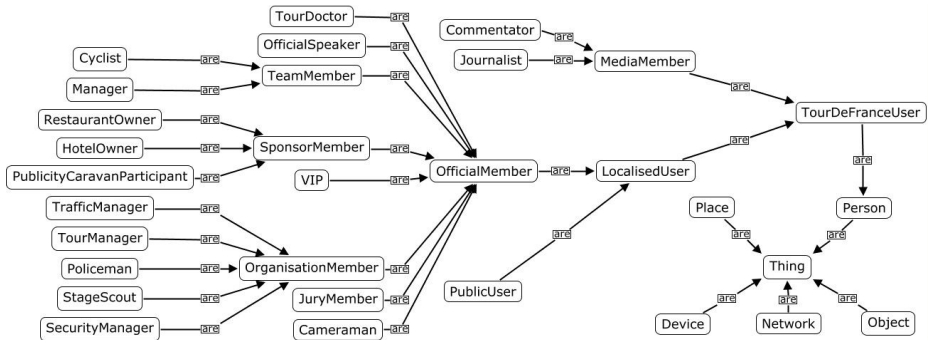 TourDoctor
are
OfficialSpeaker
are
Cyclist
are
TeamMember
are
Manager
are
RestaurantOwner
are
HotelOwner
are
SponsorMember
are
PublicityCaravanParticipant
are
VIP
are
TrafficManager
are
TourManager
are
Policeman
are
OrganisationMember
are
StageScout
are
SecurityManager
are
JuryMember
are
Cameraman
are
OfficialMember
are
Commentator
are
Journalist
are
MediaMember
are
LocalisedUser
are
PublicUser
are
TourDeFranceUser
are
Place
are
Person
are
Thing
Device
are
Network
are
Object
are